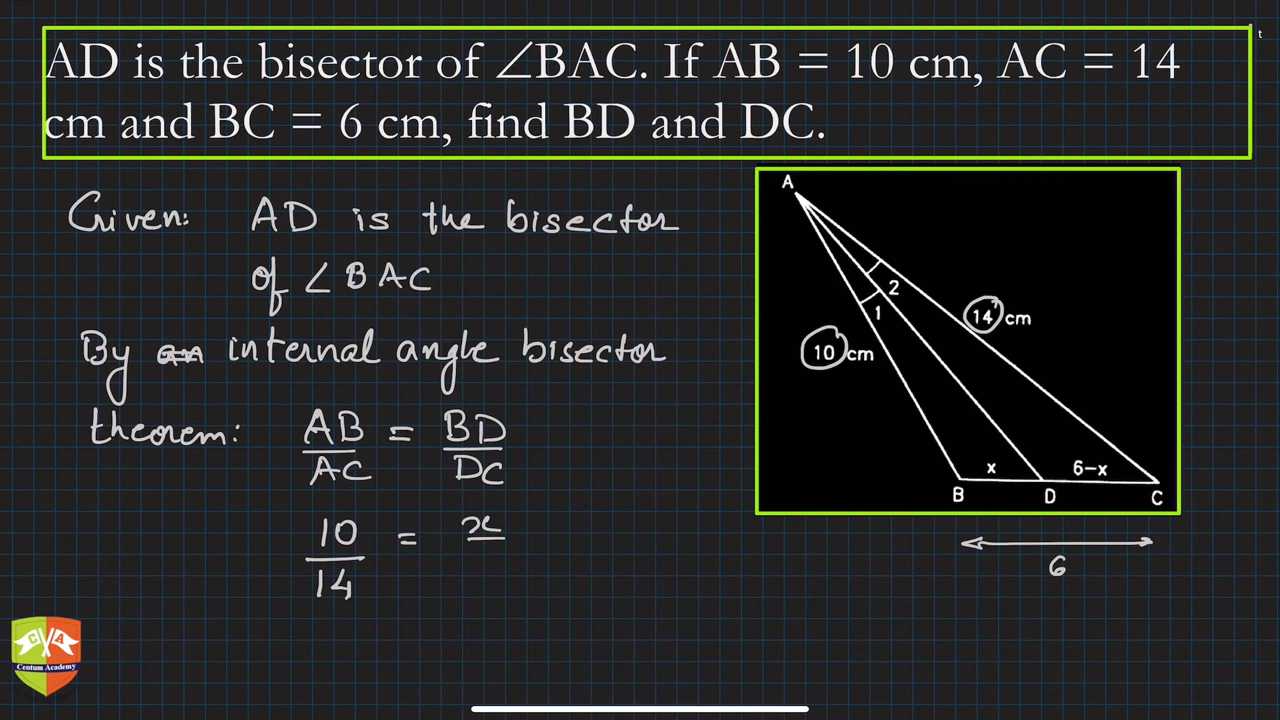 AD is the bisector of ∠BAC. If AB = 10 cm, AC = 14
cm and BC = 6 cm, find BD and DC.
Given: AD is the bisector
of ∠BAC
By an internal angle bisector
theorem: AB/AC = BD/DC
10/14 = x
A
2
1
14 cm
10 cm
x
6-x
B
D
C
6
C A
Centum Academy
t